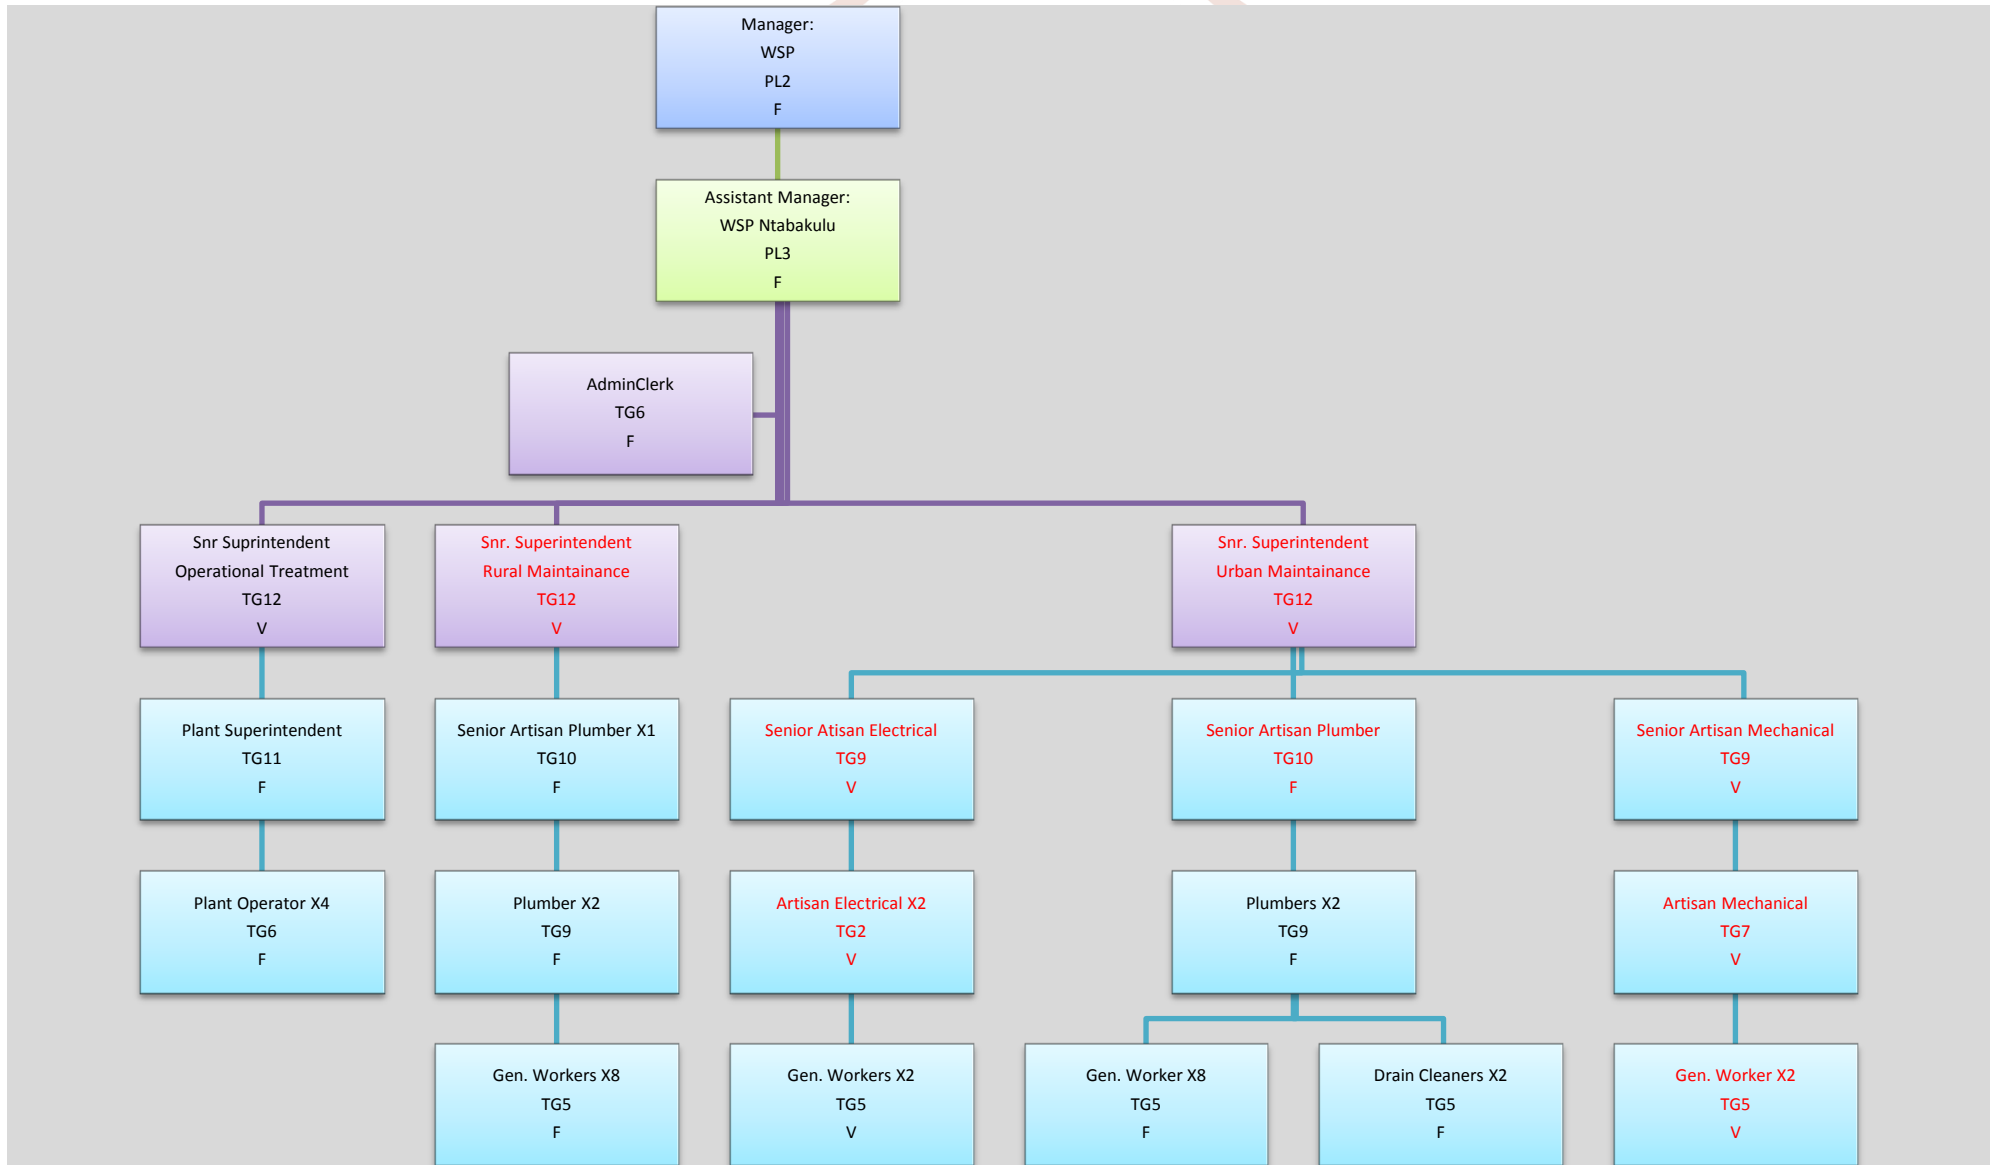 Manager:
WSP
PL2
F
Assistant Manager:
WSP Ntabakulu
PL3
F
AdminClerk
TG6
F
Snr Suprintendent
Operational Treatment
TG12
V
Snr. Superintendent
Rural Maintainance
TG12
V
Snr. Superintendent
Urban Maintainance
TG12
V
Plant Superintendent
TG11
F
Senior Artisan Plumber X1
TG10
F
Senior Atisan Electrical
TG9
V
Senior Artisan Plumber
TG10
F
Senior Artisan Mechanical
TG9
V
Plant Operator X4
TG6
F
Plumber X2
TG9
F
Artisan Electrical X2
TG2
V
Plumbers X2
TG9
F
Artisan Mechanical
TG7
V
Gen. Workers X8
TG5
F
Gen. Workers X2
TG5
V
Gen. Worker X8
TG5
F
Drain Cleaners X2
TG5
F
Gen. Worker X2
TG5
V